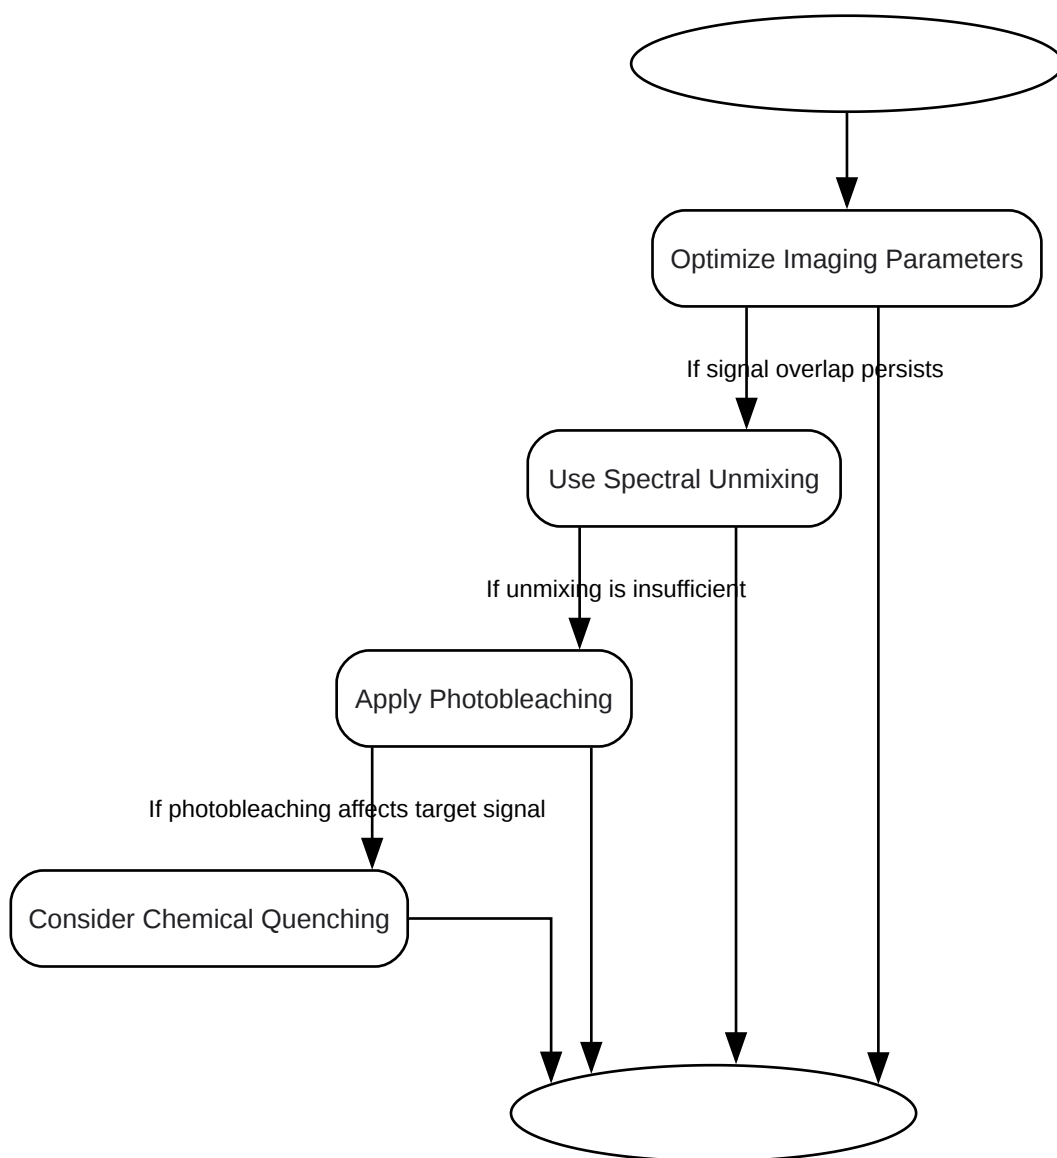 Optimize Imaging Parameters
If signal overlap persists
Use Spectral Unmixing
If unmixing is insufficient
Apply Photobleaching
If photobleaching affects target signal
Consider Chemical Quenching